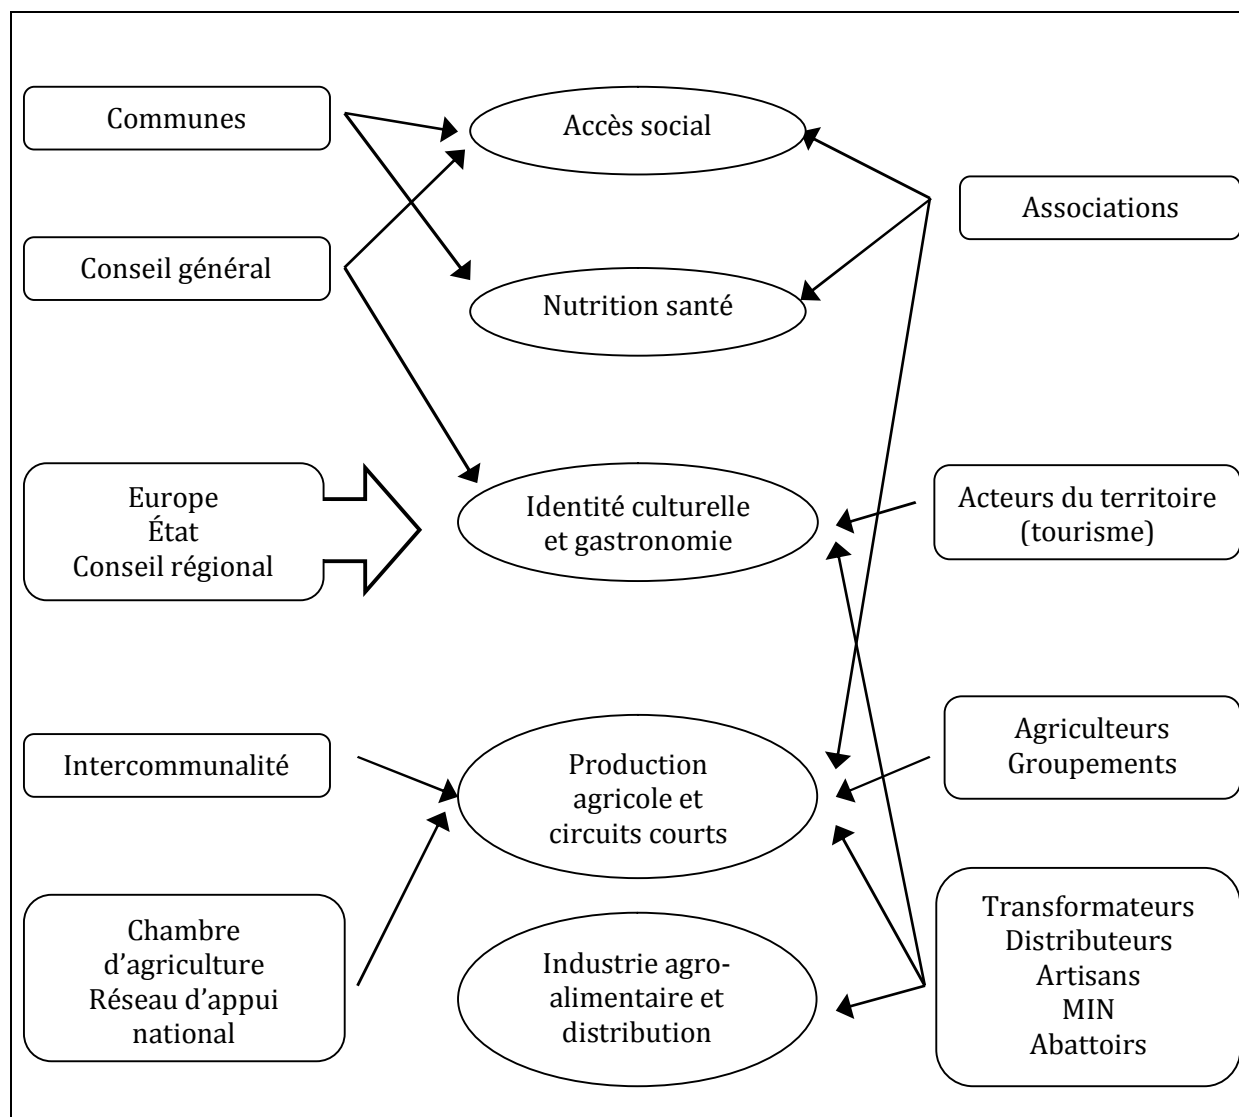 Communes
Accès social
Associations
Conseil général
Nutrition santé
Europe
État
Conseil régional
Identité culturelle
et gastronomie
Acteurs du territoire
(tourisme)
Intercommunalité
Production
agricole et
circuits courts
Agriculteurs
Groupements
Chambre
d’agriculture
Réseau d’appui
national
Industrie agro-
alimentaire et
distribution
Transformateurs
Distributeurs
Artisans
MIN
Abattoirs